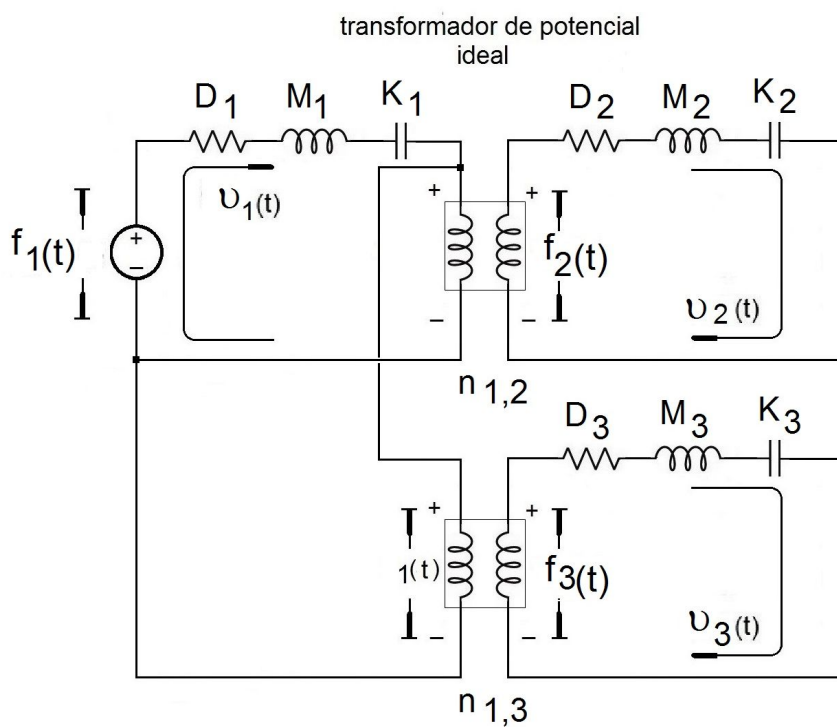 transformador de potencial
ideal
D1 M1 K1
D2 M2 K2
+ +
υ1(t)
f1(t)
+
−
f2(t)
υ2(t)
− −
n1,2
D3 M3 K3
+ +
1(t)
f3(t)
υ3(t)
− −
n1,3